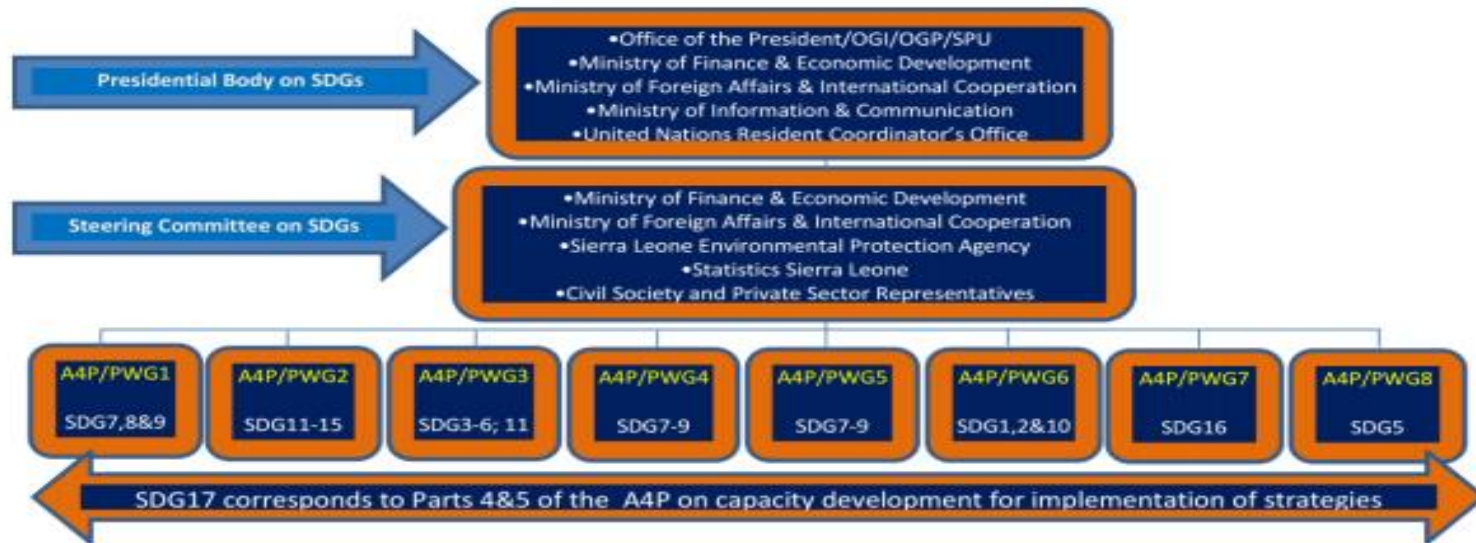 Presidential Body on SDGs
•Office of the President/OGI/OGP/SPU
•Ministry of Finance & Economic Development
•Ministry of Foreign Affairs & International Cooperation
•Ministry of Information & Communication
•United Nations Resident Coordinator's Office
Steering Committee on SDGs
•Ministry of Finance & Economic Development
•Ministry of Foreign Affairs & International Cooperation
•Sierra Leone Environmental Protection Agency
•Statistics Sierra Leone
•Civil Society and Private Sector Representatives
A4P/PWG1
SDG7,8&9
A4P/PWG2
SDG11-15
A4P/PWG3
SDG3-6; 11
A4P/PWG4
SDG7-9
A4P/PWG5
SDG7-9
A4P/PWG6
SDG1,2&10
A4P/PWG7
SDG16
A4P/PWG8
SDG5
SDG17 corresponds to Parts 4&5 of the A4P on capacity development for implementation of strategies